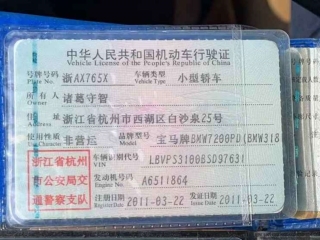 中华人民共和国机动车行驶证
Vehicle License of the People's Republic of China
号牌号码 浙AX765X 车辆类型 小型轿车
Plate No. Vehicle Type
所有人 诸葛守智
Owner
住址 浙江省杭州市西湖区白沙泉25号
使用性质 非营运 品牌型号 宝马牌BMW7200PD(BMW318
浙江省杭州 车辆识别代号 LBVPS3100BSD97631
VIN
市公安局交 发动机号码 A6511864
Engine No.
通警察支队 注册日期 2011-03-22 发证日期 2011-03-22
Register Date Issue Date